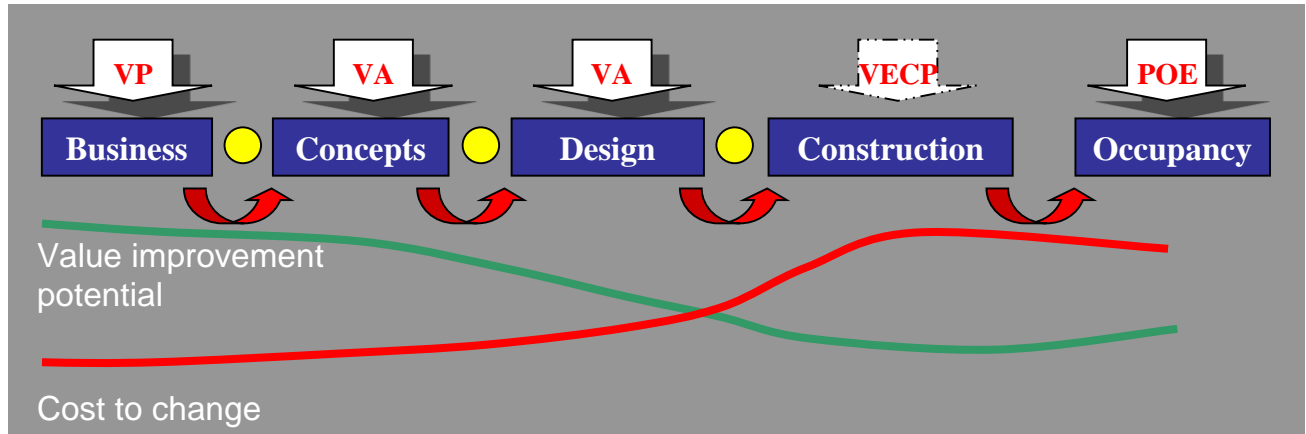 VP
VA
VA
VECP
POE
Business
Concepts
Design
Construction
Occupancy
Value improvement
potential
Cost to change